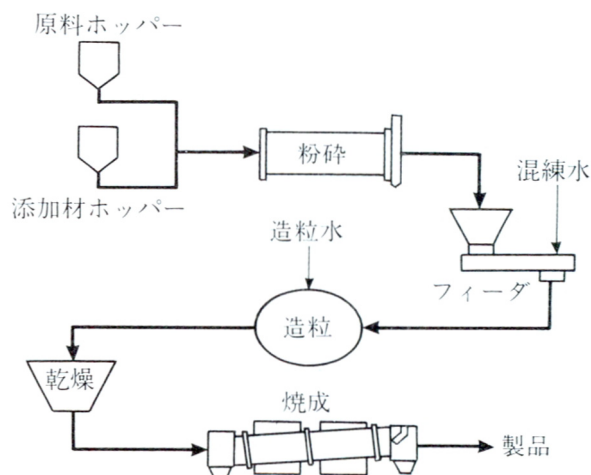 原料ホッパー
添加材ホッパー
粉砕
混練水
フィーダ
造粒水
造粒
乾燥
焼成
製品